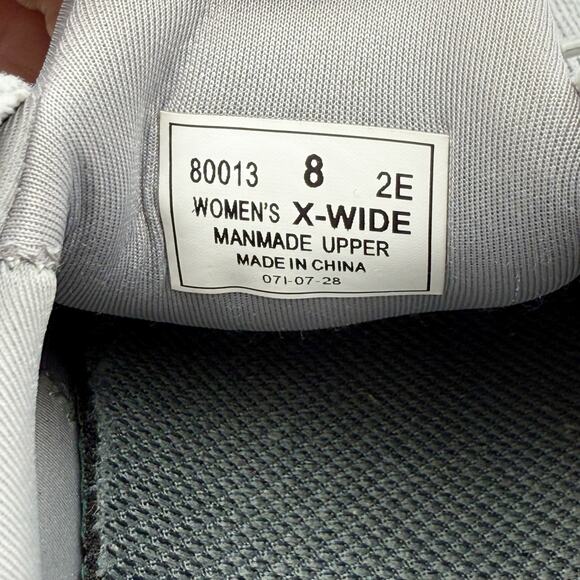 80013 8 2E
WOMEN'S X-WIDE
MANMADE UPPER
MADE IN CHINA
071-07-28